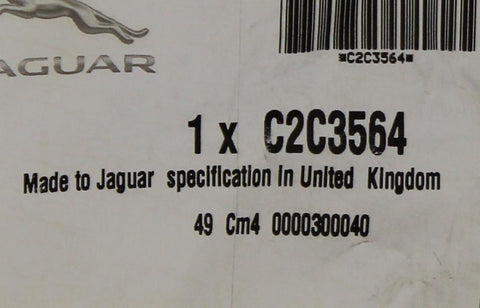 JAGUAR
*C2C3564*
1 x C2C3564
Made to Jaguar specification in United Kingdom
49 Cm4 0000300040